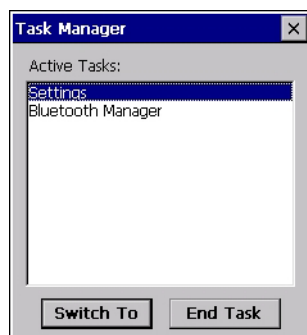 Task Manager
Active Tasks:
Settings
Bluetooth Manager
Switch To
End Task